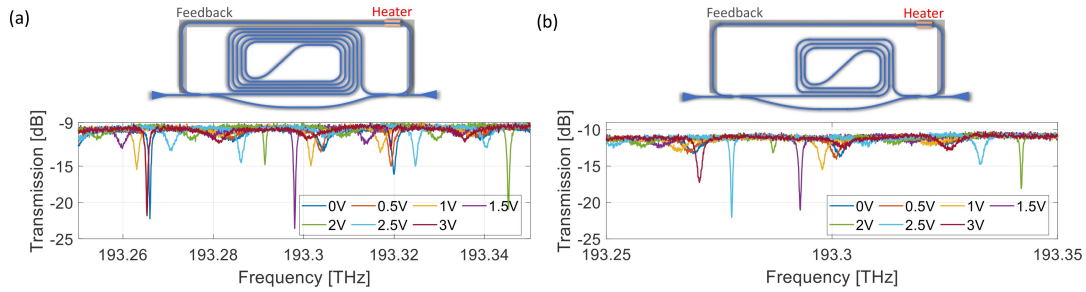 (a)
Feedback
Heater
Transmission [dB]
-9
-15
-20
-25
0V
0.5V
1V
1.5V
2V
2.5V
3V
193.26
193.28
193.3
193.32
193.34
Frequency [THz]
(b)
Feedback
Heater
Transmission [dB]
-10
-15
-20
-25
0V
0.5V
1V
1.5V
2V
2.5V
3V
193.25
193.3
193.35
Frequency [THz]